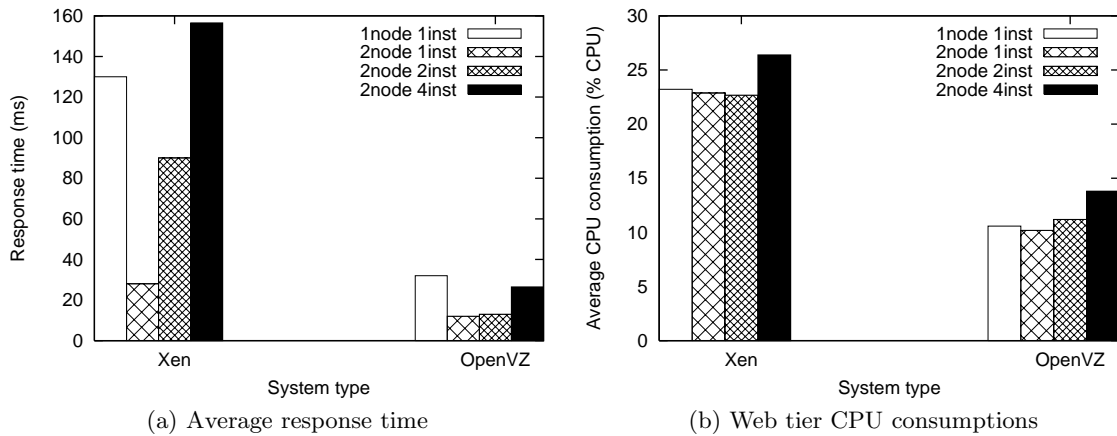 160
140
120
100
80
60
40
20
0
Response time (ms)
1node 1inst
2node 1inst
2node 2inst
2node 4inst
Xen
OpenVZ
System type
(a) Average response time
30
25
20
15
10
5
0
Average CPU consumption (% CPU)
1node 1inst
2node 1inst
2node 2inst
2node 4inst
Xen
OpenVZ
System type
(b) Web tier CPU consumptions